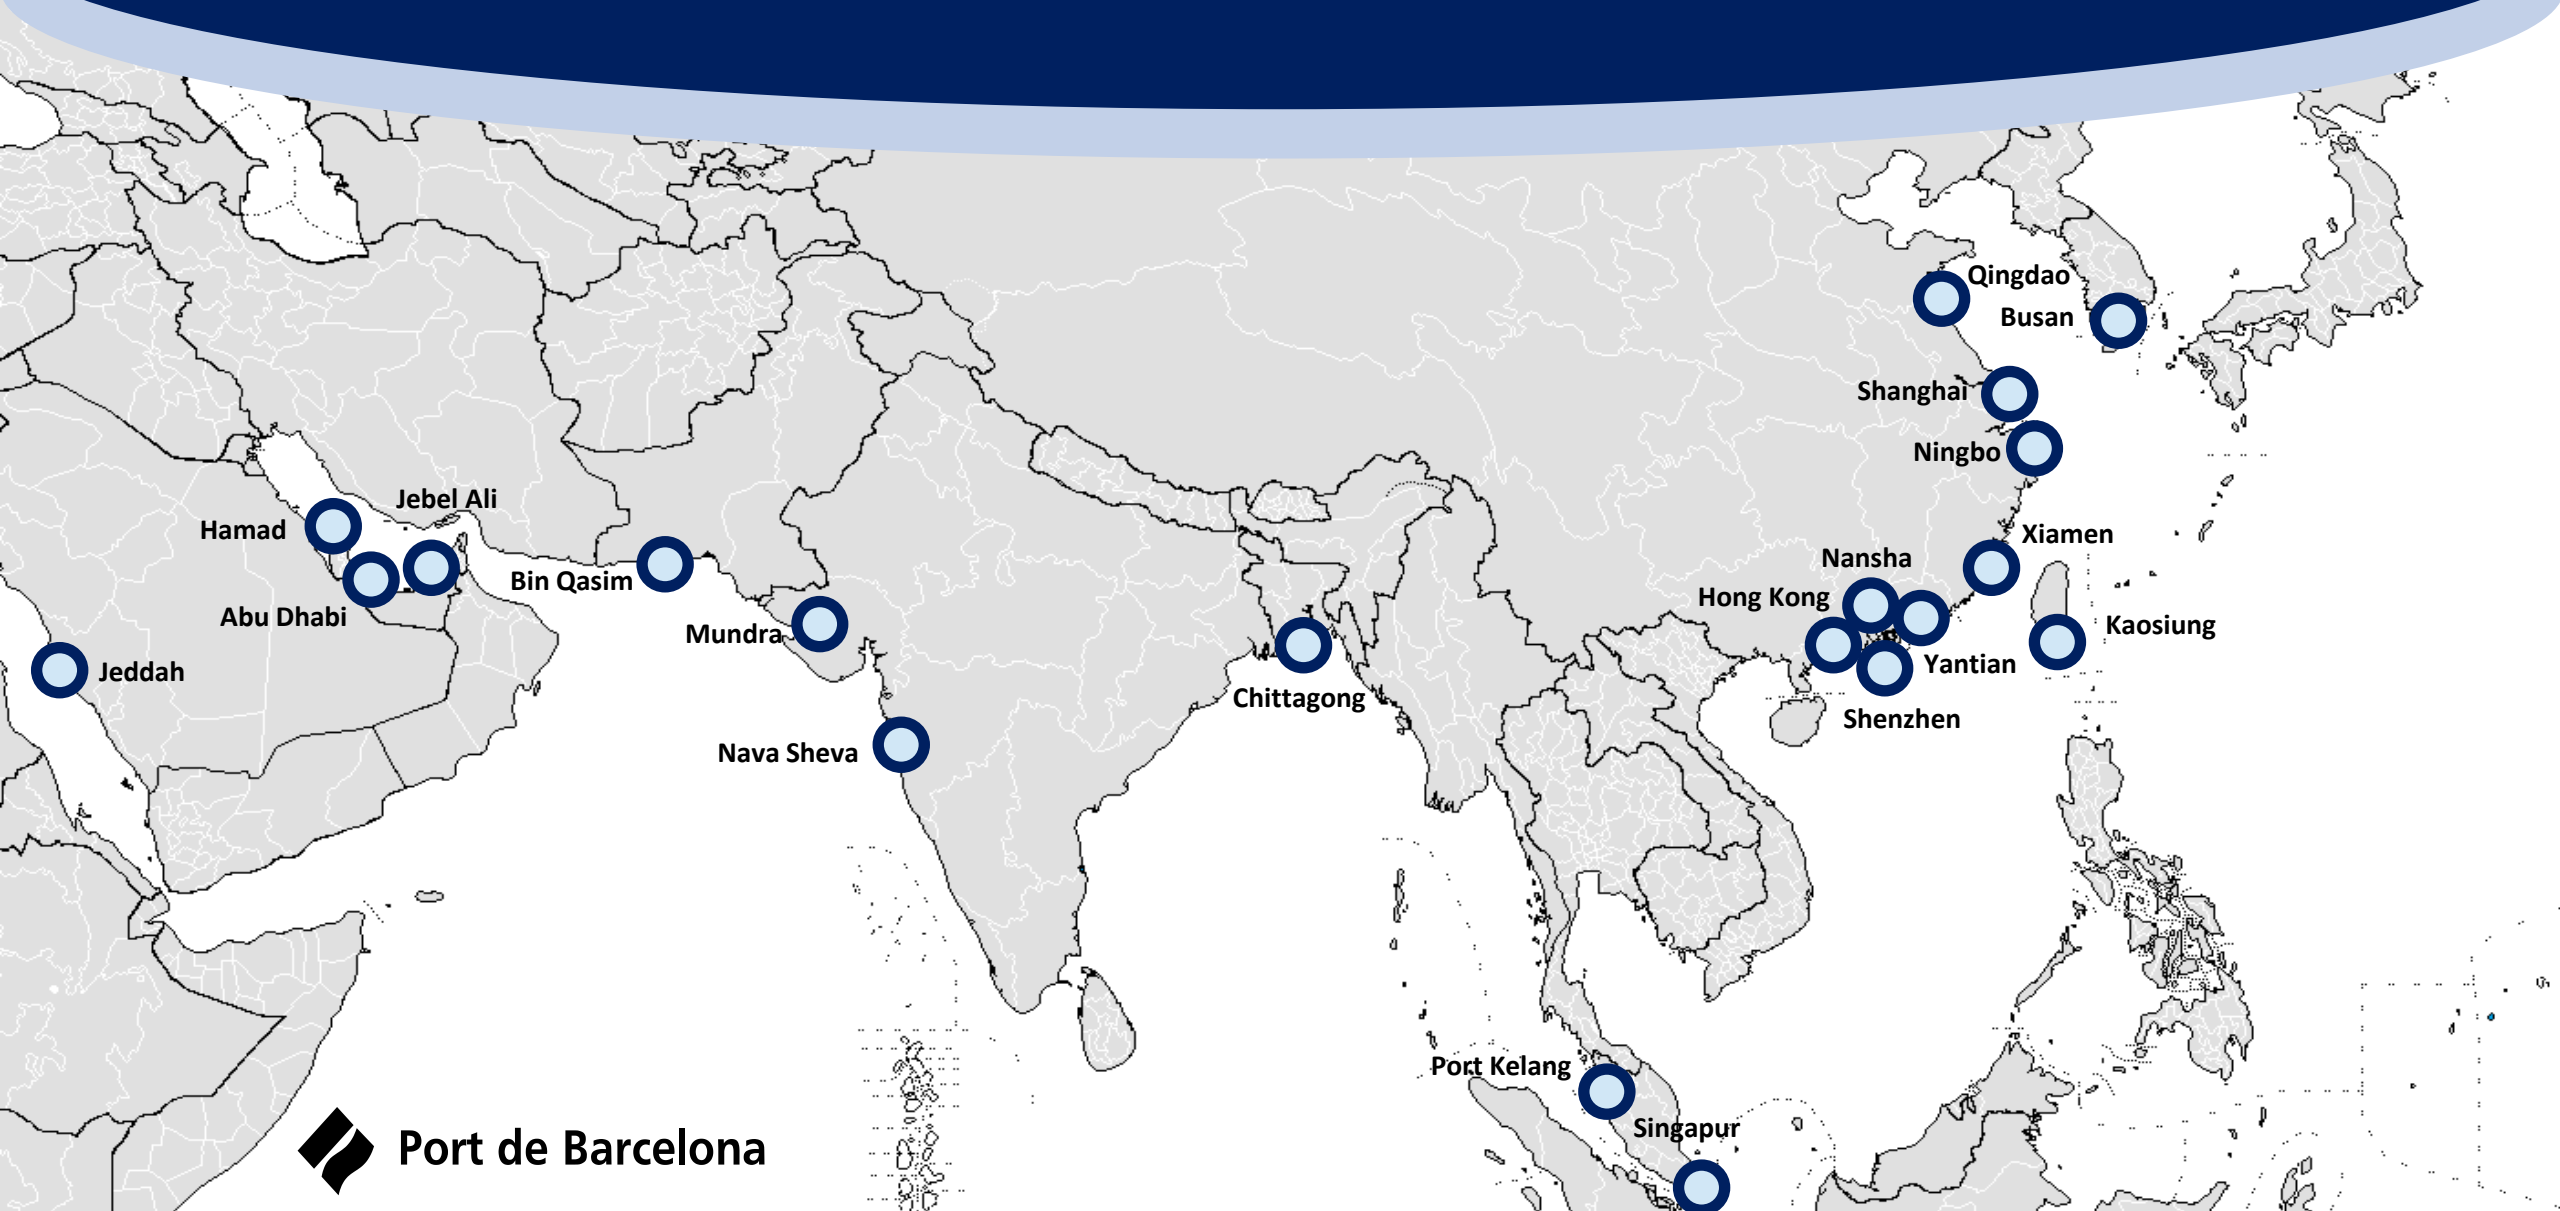 Qingdao
Busan
Shanghai
Ningbo
Jebel Ali
Hamad
Xiamen
Nansha
Bin Qasim
Hong Kong
Abu Dhabi
Kaosiung
Mundra
Yantian
Jeddah
Chittagong
Shenzhen
Nava Sheva
Port Kelang
Singapur
Port de Barcelona